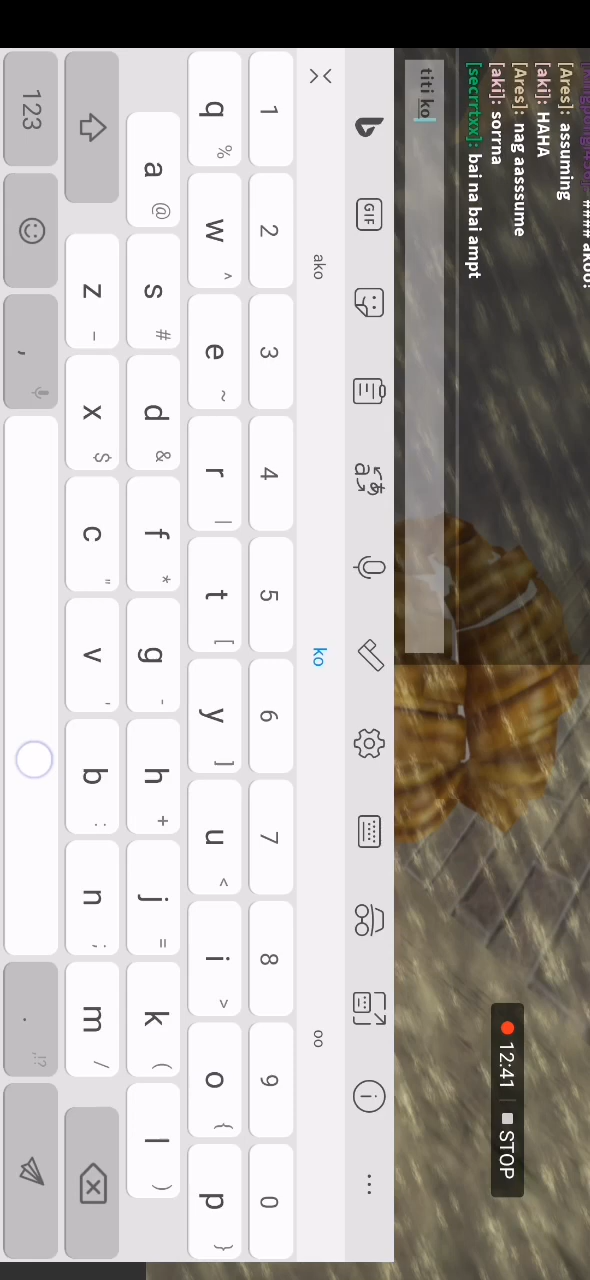 #### akoo!
[Ares]: assuming
[aki]: HAHA
[Ares]: nag aasssume
[aki]: sorrna
[secrrtxx]: bai na bai ampt
titi ko
GIF
ako ko oo
1 2 3 4 5 6 7 8 9 0
q % w ^ e ~ r | t [ y ] u < i > o { p }
a @ s # d & f * g - h + j = k ( l )
z _ x $ c " v ' b : n ; m /
123 , . ,!?
12:41 | STOP